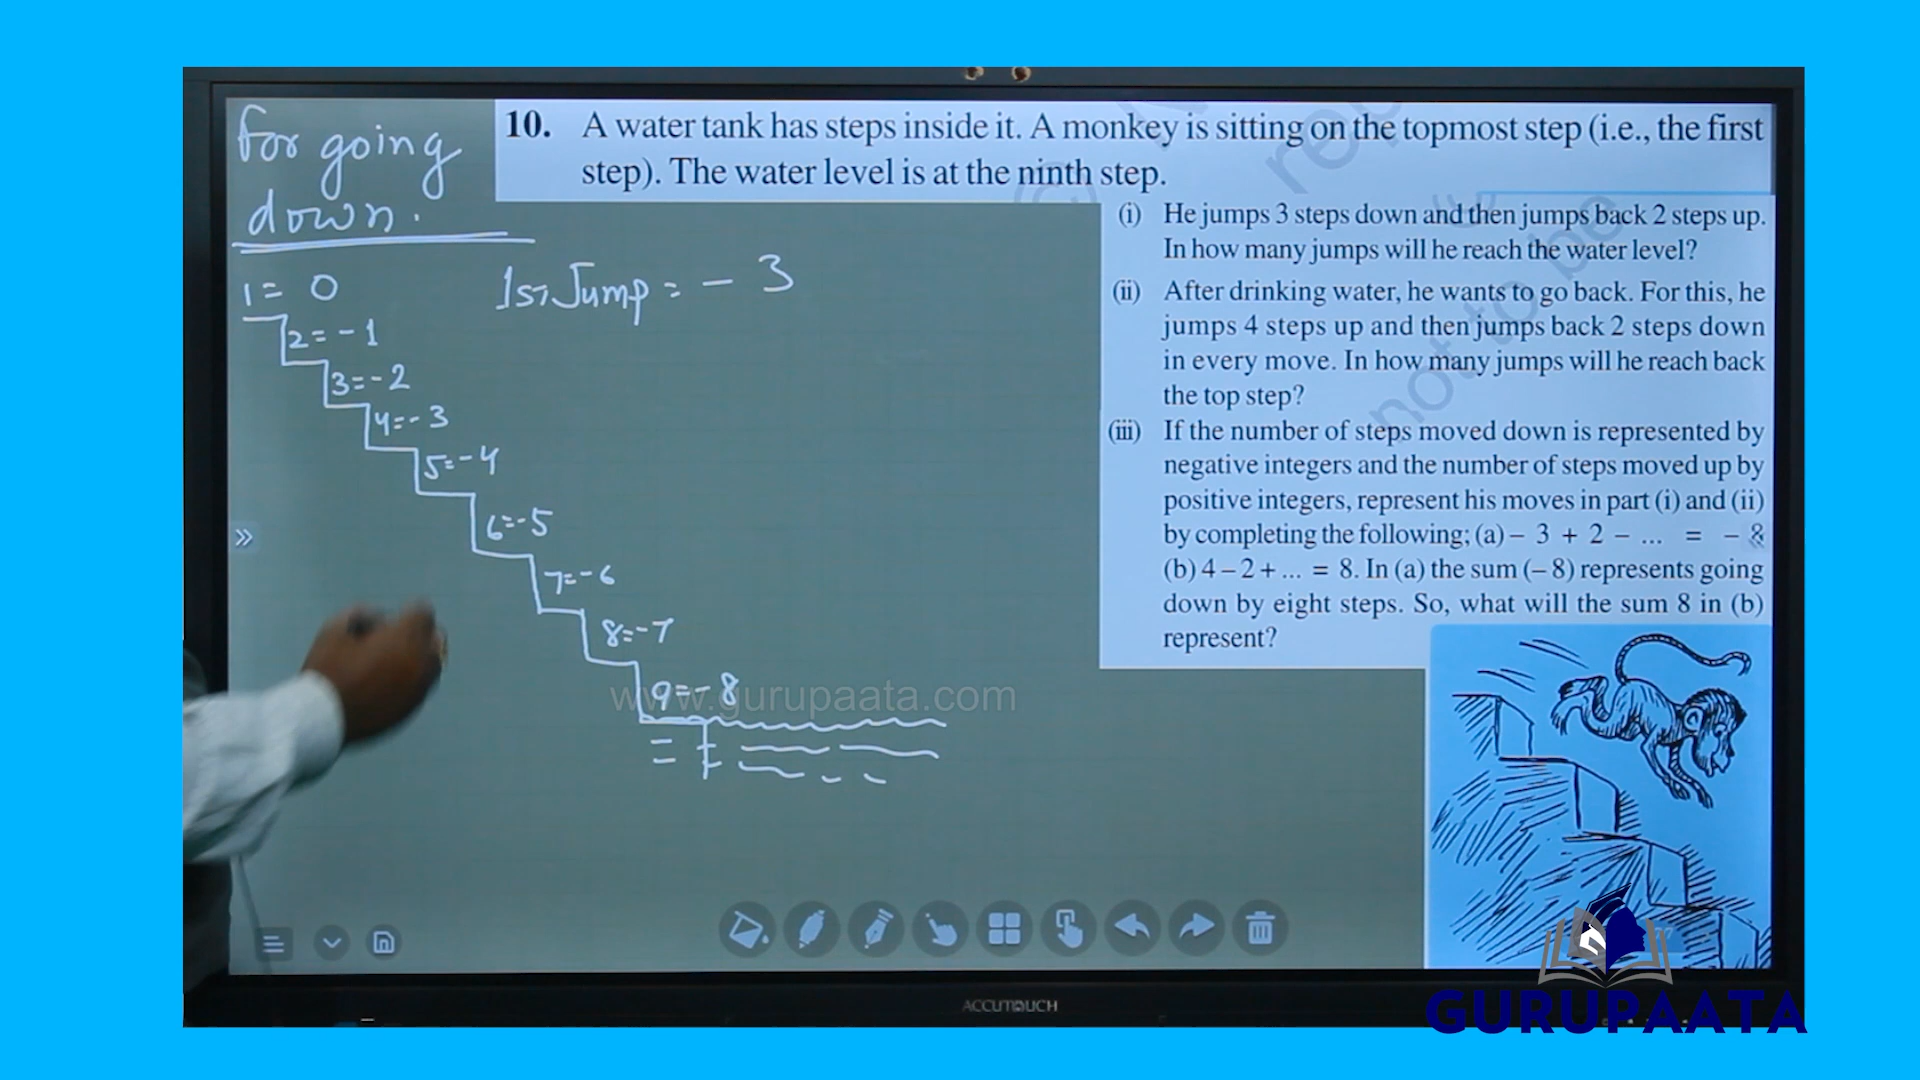 for going
down.
1 = 0
2 = - 1
3 = - 2
4 = - 3
5 = - 4
6 = - 5
7 = - 6
8 = - 7
9 = - 8
1st Jump = - 3
10. A water tank has steps inside it. A monkey is sitting on the topmost step (i.e., the first
step). The water level is at the ninth step.
(i) He jumps 3 steps down and then jumps back 2 steps up.
In how many jumps will he reach the water level?
(ii) After drinking water, he wants to go back. For this, he
jumps 4 steps up and then jumps back 2 steps down
in every move. In how many jumps will he reach back
the top step?
(iii) If the number of steps moved down is represented by
negative integers and the number of steps moved up by
positive integers, represent his moves in part (i) and (ii)
by completing the following; (a) – 3 + 2 – ... = – 8
(b) 4 – 2 + ... = 8. In (a) the sum (– 8) represents going
down by eight steps. So, what will the sum 8 in (b)
represent?
not to be
www.gurupaata.com
ACCUTOUCH
GURUPAATA